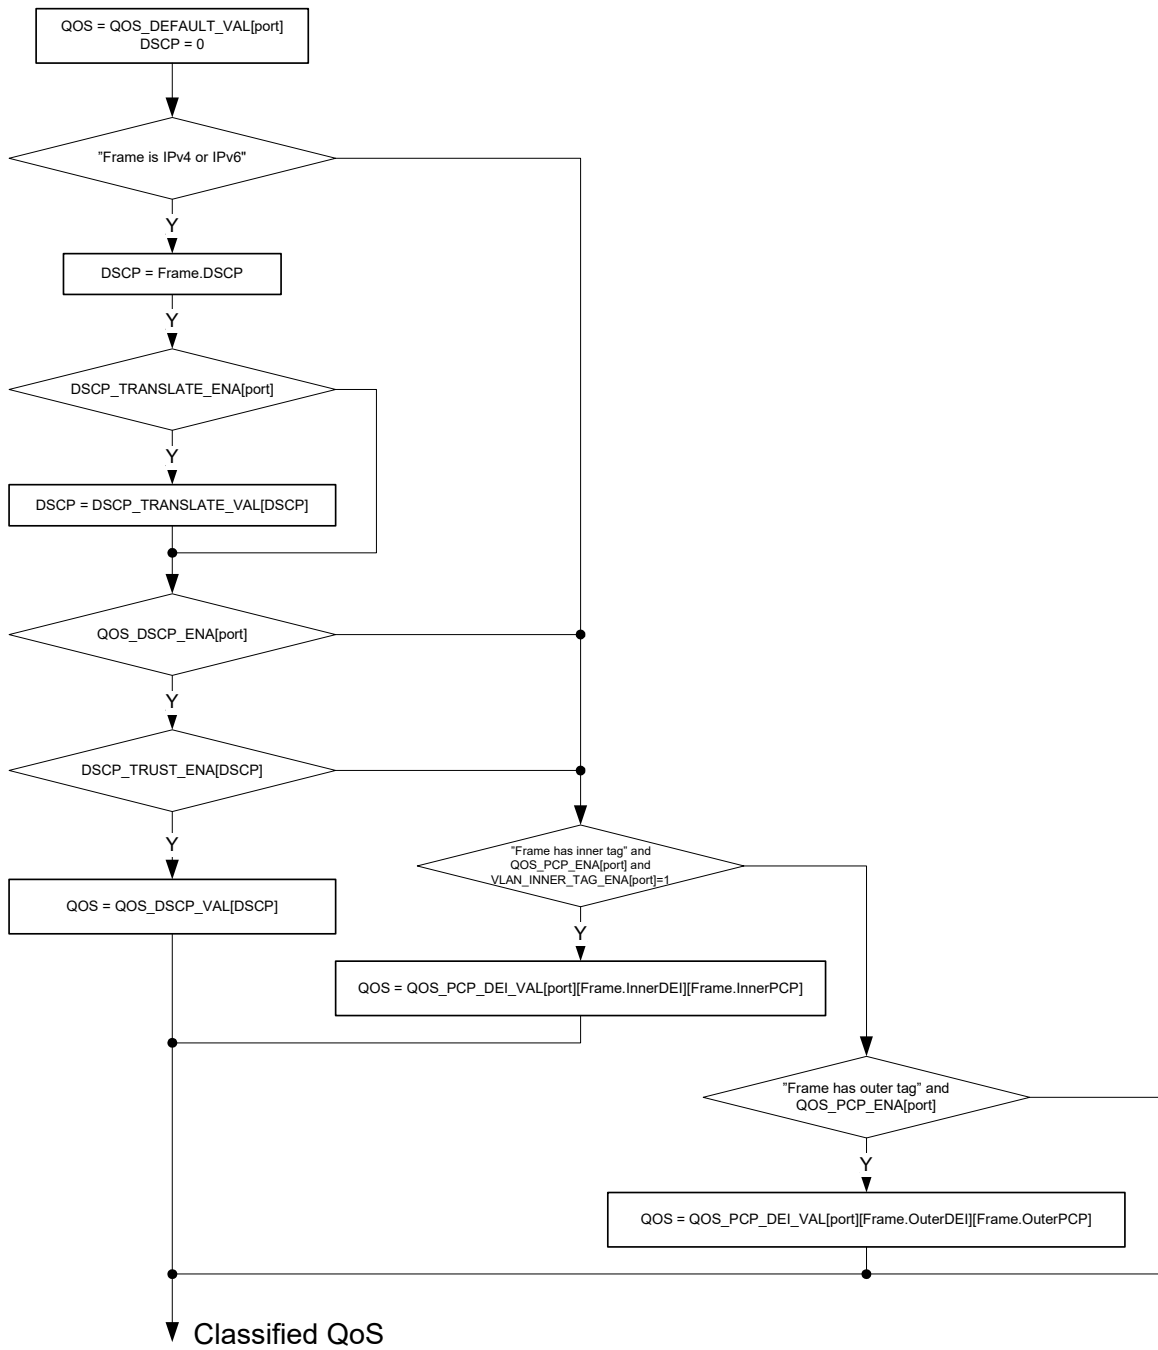 QOS = QOS_DEFAULT_VAL[port]
DSCP = 0
"Frame is IPv4 or IPv6"
Y
DSCP = Frame.DSCP
Y
DSCP_TRANSLATE_ENA[port]
Y
DSCP = DSCP_TRANSLATE_VAL[DSCP]
QOS_DSCP_ENA[port]
Y
DSCP_TRUST_ENA[DSCP]
Y
QOS = QOS_DSCP_VAL[DSCP]
"Frame has inner tag" and
QOS_PCP_ENA[port] and
VLAN_INNER_TAG_ENA[port]=1
Y
QOS = QOS_PCP_DEI_VAL[port][Frame.InnerDEI][Frame.InnerPCP]
"Frame has outer tag" and
QOS_PCP_ENA[port]
Y
QOS = QOS_PCP_DEI_VAL[port][Frame.OuterDEI][Frame.OuterPCP]
Classified QoS